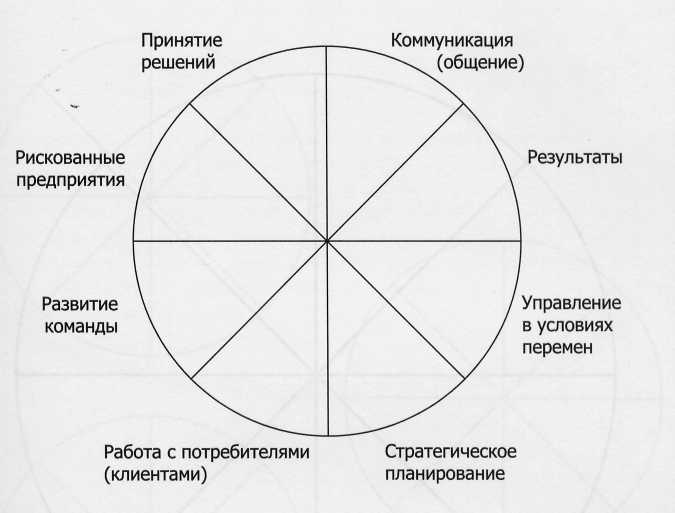 Принятие
решений
Коммуникация
(общение)
Рискованные
предприятия
Результаты
Развитие
команды
Управление
в условиях
перемен
Работа с потребителями
(клиентами)
Стратегическое
планирование